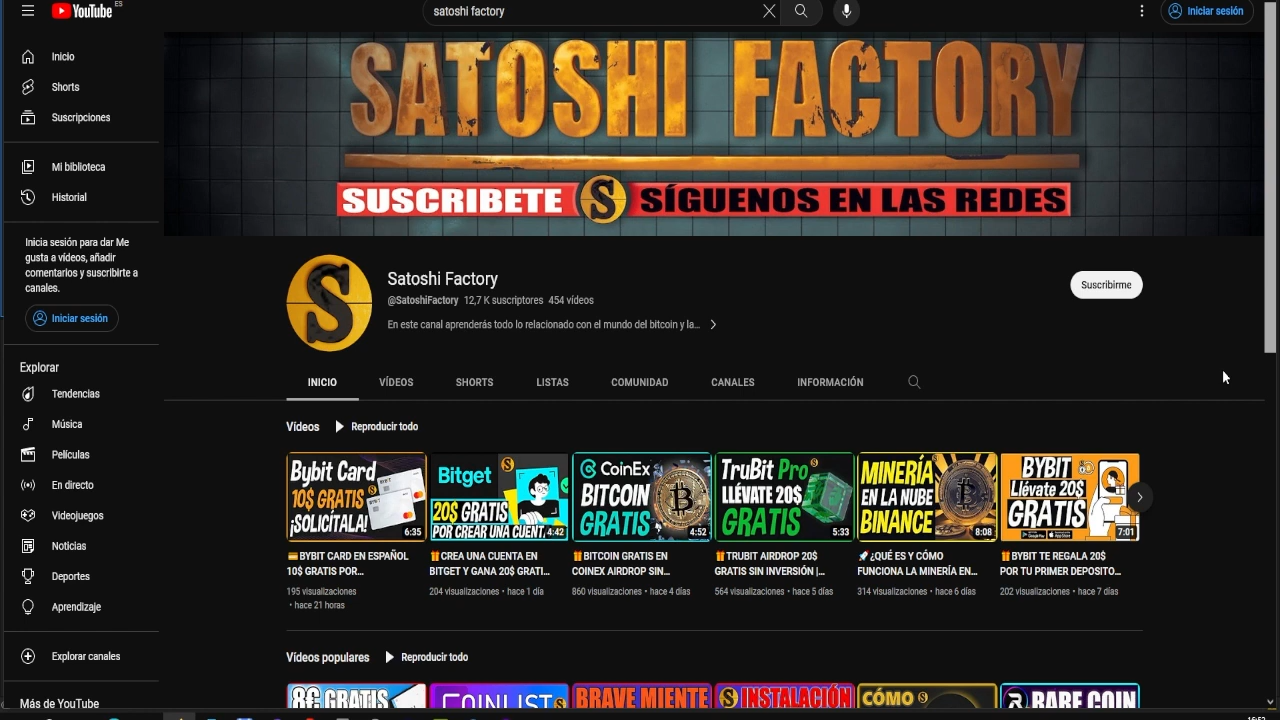 YouTube ES
satoshi factory
Iniciar sesión
Inicio
Shorts
Suscripciones
Mi biblioteca
Historial
Inicia sesión para dar Me
gusta a vídeos, añadir
comentarios y suscribirte a
canales.
Iniciar sesión
Explorar
Tendencias
Música
Películas
En directo
Videojuegos
Noticias
Deportes
Aprendizaje
Explorar canales
Más de YouTube
SATOSHI FACTORY
SUSCRIBETE S SÍGUENOS EN LAS REDES
S
Satoshi Factory
@SatoshiFactory 12,7 K suscriptores 454 vídeos
En este canal aprenderás todo lo relacionado con el mundo del bitcoin y la...
Suscribirme
INICIO VÍDEOS SHORTS LISTAS COMUNIDAD CANALES INFORMACIÓN
Vídeos Reproducir todo
Bybit Card
10$ GRATIS
¡SOLICÍTALA!
6:35
BYBIT CARD EN ESPAÑOL
10$ GRATIS POR...
195 visualizaciones
• hace 21 horas
Bitget
20$ GRATIS
POR CREAR UNA CUENTA
4:42
CREA UNA CUENTA EN
BITGET Y GANA 20$ GRATI...
204 visualizaciones • hace 1 día
CoinEx
BITCOIN
GRATIS
4:52
BITCOIN GRATIS EN
COINEX AIRDROP SIN...
860 visualizaciones • hace 4 días
TruBit Pro
LLÉVATE 20$
GRATIS
5:33
TRUBIT AIRDROP 20$
GRATIS SIN INVERSIÓN |...
564 visualizaciones • hace 5 días
MINERÍA
EN LA NUBE
BINANCE
8:08
¿QUÉ ES Y CÓMO
FUNCIONA LA MINERÍA EN...
314 visualizaciones • hace 6 días
BYBIT
Llévate 20$
GRATIS
Google Play App Store
7:01
BYBIT TE REGALA 20$
POR TU PRIMER DEPOSITO...
202 visualizaciones • hace 7 días
Vídeos populares Reproducir todo
8€ GRATIS
COINLIST
BRAVE MIENTE
INSTALACIÓN
CÓMO
RARE COIN